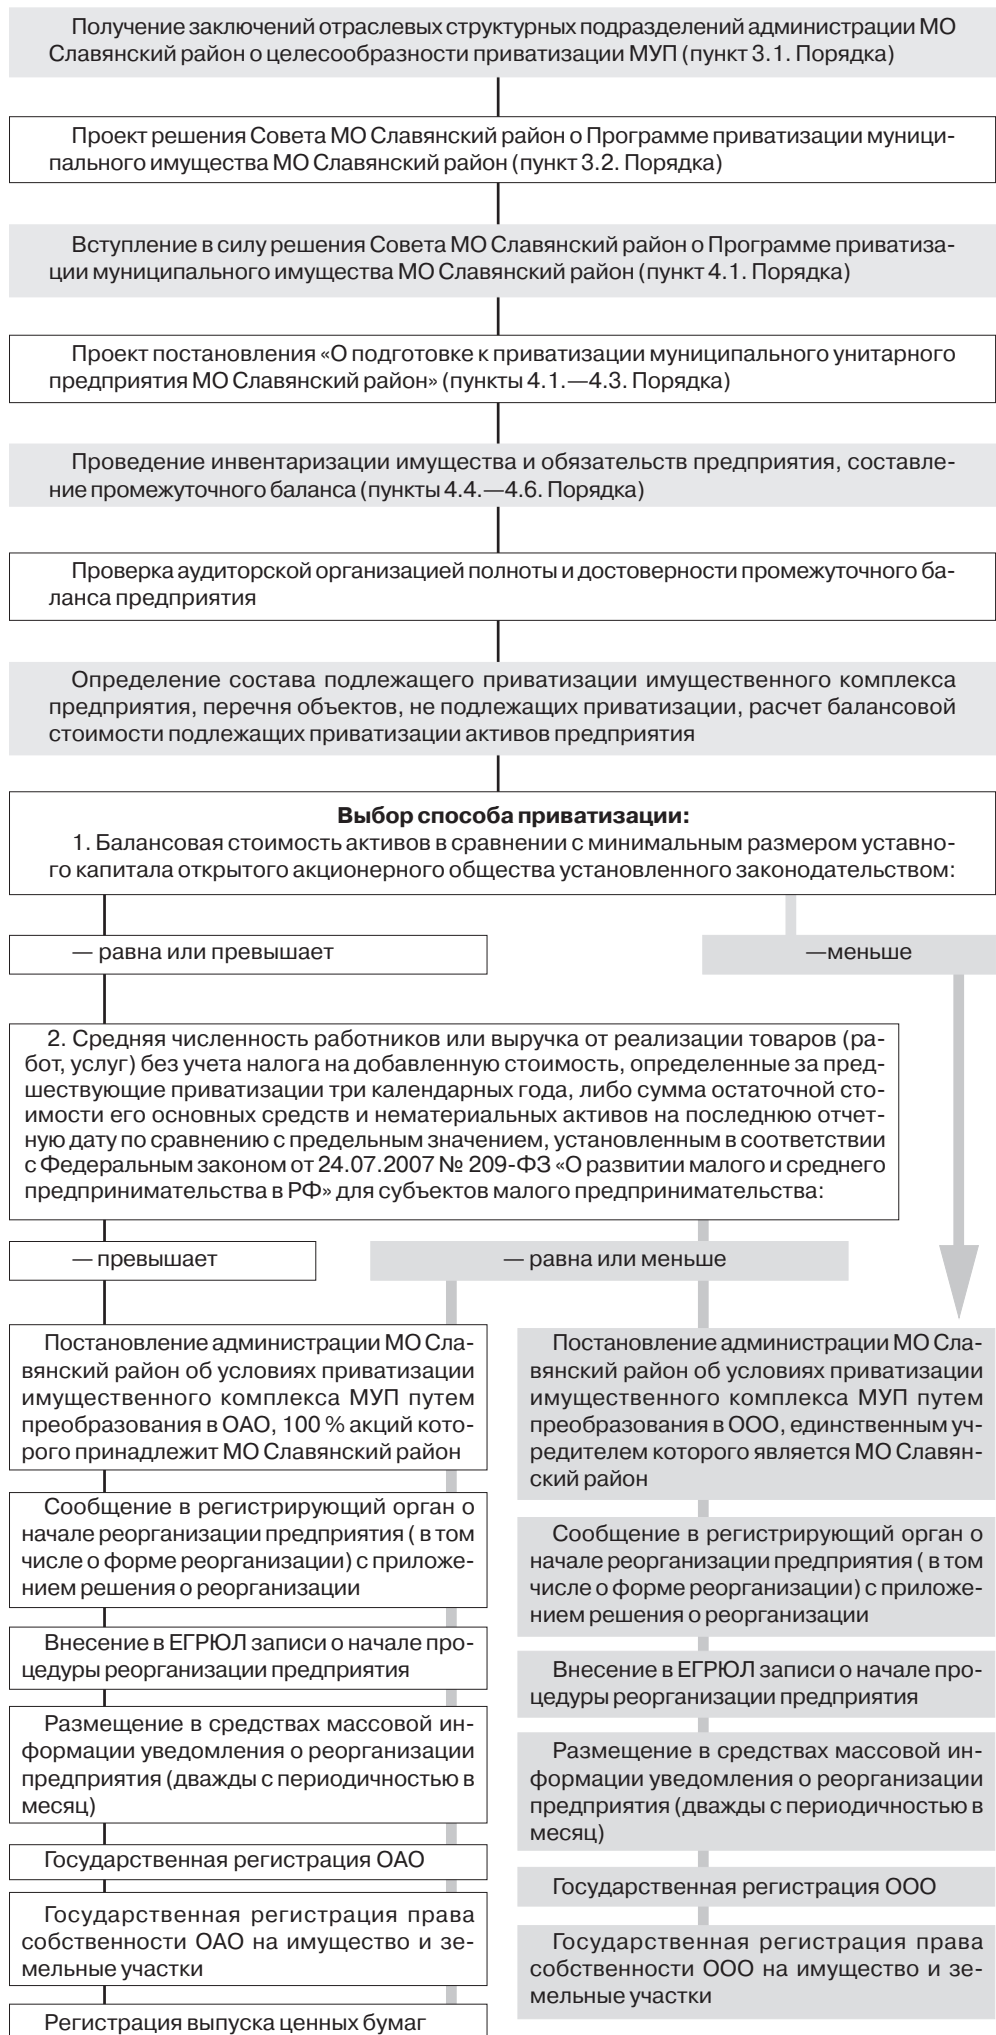 Получение заключений отраслевых структурных подразделений администрации МО
Славянский район о целесообразности приватизации МУП (пункт 3.1. Порядка)
Проект решения Совета МО Славянский район о Программе приватизации муници-
пального имущества МО Славянский район (пункт 3.2. Порядка)
Вступление в силу решения Совета МО Славянский район о Программе приватиза-
ции муниципального имущества МО Славянский район (пункт 4.1. Порядка)
Проект постановления «О подготовке к приватизации муниципального унитарного
предприятия МО Славянский район» (пункты 4.1.—4.3. Порядка)
Проведение инвентаризации имущества и обязательств предприятия, составле-
ние промежуточного баланса (пункты 4.4.—4.6. Порядка)
Проверка аудиторской организацией полноты и достоверности промежуточного ба-
ланса предприятия
Определение состава подлежащего приватизации имущественного комплекса
предприятия, перечня объектов, не подлежащих приватизации, расчет балансовой
стоимости подлежащих приватизации активов предприятия
Выбор способа приватизации:
1. Балансовая стоимость активов в сравнении с минимальным размером уставно-
го капитала открытого акционерного общества установленного законодательством:
— равна или превышает
—меньше
2. Средняя численность работников или выручка от реализации товаров (ра-
бот, услуг) без учета налога на добавленную стоимость, определенные за пред-
шествующие приватизации три календарных года, либо сумма остаточной сто-
имости его основных средств и нематериальных активов на последнюю отчет-
ную дату по сравнению с предельным значением, установленным в соответствии
с Федеральным законом от 24.07.2007 № 209-ФЗ «О развитии малого и среднего
предпринимательства в РФ» для субъектов малого предпринимательства:
— превышает
— равна или меньше
Постановление администрации МО Сла-
вянский район об условиях приватизации
имущественного комплекса МУП путем
преобразования в ОАО, 100 % акций кото-
рого принадлежит МО Славянский район
Сообщение в регистрирующий орган о
начале реорганизации предприятия ( в том
числе о форме реорганизации) с приложе-
нием решения о реорганизации
Внесение в ЕГРЮЛ записи о начале про-
цедуры реорганизации предприятия
Размещение в средствах массовой ин-
формации уведомления о реорганизации
предприятия (дважды с периодичностью в
месяц)
Государственная регистрация ОАО
Государственная регистрация права
собственности ОАО на имущество и зе-
мельные участки
Регистрация выпуска ценных бумаг
Постановление администрации МО Сла-
вянский район об условиях приватизации
имущественного комплекса МУП путем
преобразования в ООО, единственным уч-
редителем которого является МО Славян-
ский район
Сообщение в регистрирующий орган о
начале реорганизации предприятия ( в том
числе о форме реорганизации) с приложе-
нием решения о реорганизации
Внесение в ЕГРЮЛ записи о начале про-
цедуры реорганизации предприятия
Размещение в средствах массовой ин-
формации уведомления о реорганизации
предприятия (дважды с периодичностью в
месяц)
Государственная регистрация ООО
Государственная регистрация права
собственности ООО на имущество и зе-
мельные участки